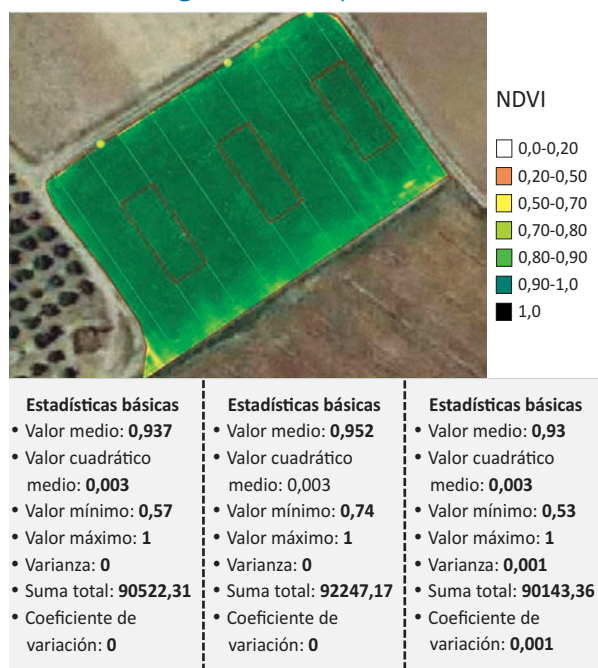 NDVI
0,0-0,20
0,20-0,50
0,50-0,70
0,70-0,80
0,80-0,90
0,90-1,0
1,0
Estadísticas básicas
• Valor medio: 0,937
• Valor cuadrático
medio: 0,003
• Valor mínimo: 0,57
• Valor máximo: 1
• Varianza: 0
• Suma total: 90522,31
• Coeficiente de
variación: 0
Estadísticas básicas
• Valor medio: 0,952
• Valor cuadrático
medio: 0,003
• Valor mínimo: 0,74
• Valor máximo: 1
• Varianza: 0
• Suma total: 92247,17
• Coeficiente de
variación: 0
Estadísticas básicas
• Valor medio: 0,93
• Valor cuadrático
medio: 0,003
• Valor mínimo: 0,53
• Valor máximo: 1
• Varianza: 0,001
• Suma total: 90143,36
• Coeficiente de
variación: 0,001